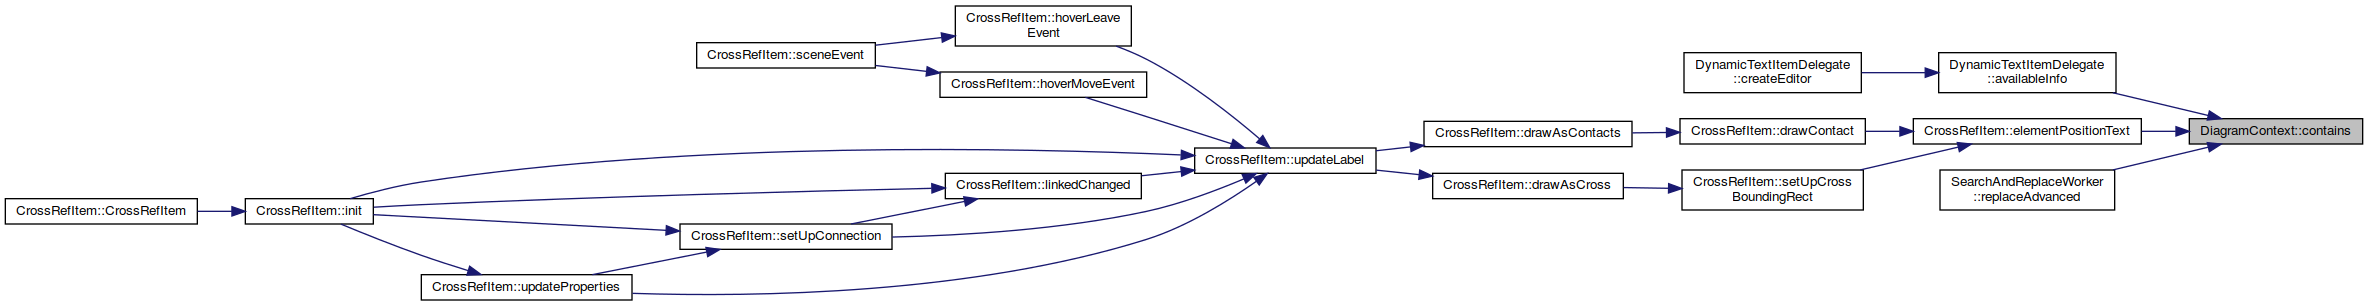 CrossRefItem::hoverLeave
Event
CrossRefItem::sceneEvent
CrossRefItem::hoverMoveEvent
DynamicTextItemDelegate
::createEditor
DynamicTextItemDelegate
::availableInfo
CrossRefItem::drawAsContacts
CrossRefItem::drawContact
CrossRefItem::elementPositionText
DiagramContext::contains
CrossRefItem::updateLabel
CrossRefItem::linkedChanged
CrossRefItem::drawAsCross
CrossRefItem::setUpCross
BoundingRect
SearchAndReplaceWorker
::replaceAdvanced
CrossRefItem::CrossRefItem
CrossRefItem::init
CrossRefItem::setUpConnection
CrossRefItem::updateProperties